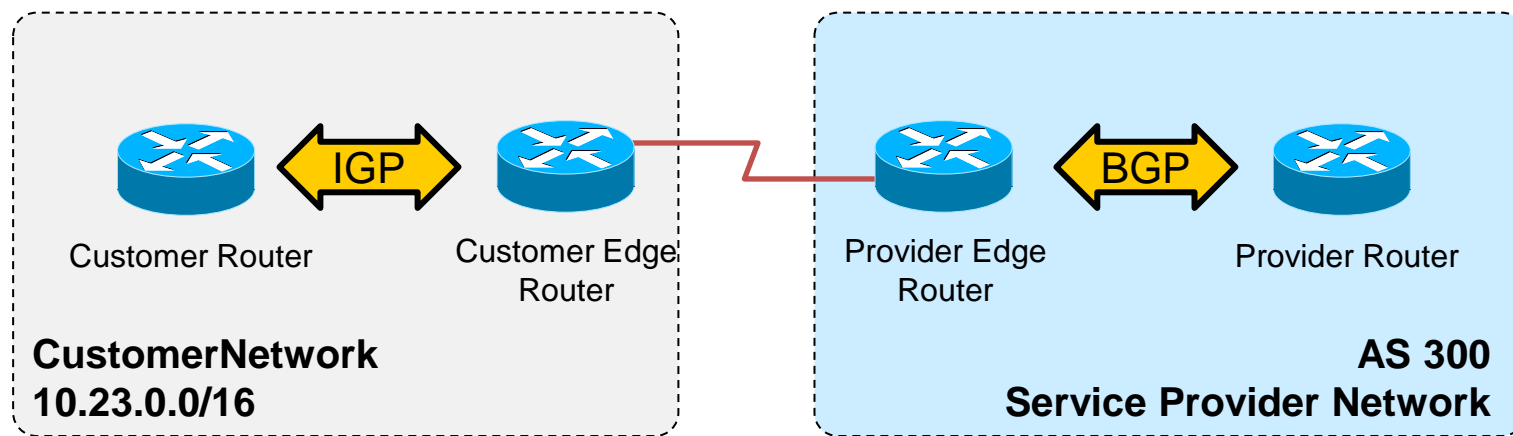 IGP
BGP
Customer Router
Customer Edge
Router
Provider Edge
Router
Provider Router
CustomerNetwork
10.23.0.0/16
AS 300
Service Provider Network